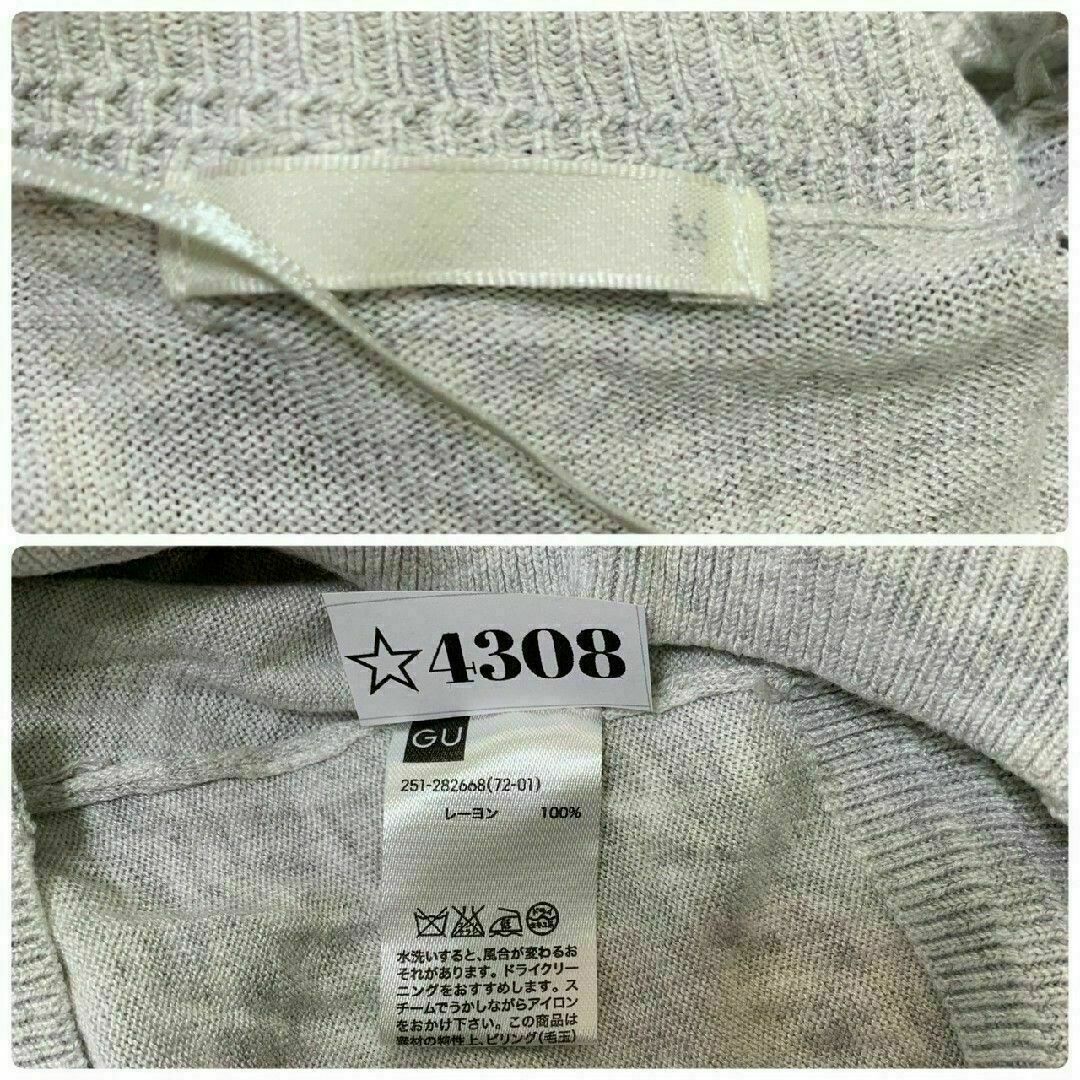 ☆4308
GU
251-282668(72-01)
レーヨン 100%
水洗いすると、風合が変わるお
それがあります。ドライクリー
ニングをおすすめします。ス
チームでうかしながらアイロン
をおかけ下さい。この商品は
素材の特性上、ピリング(毛玉)